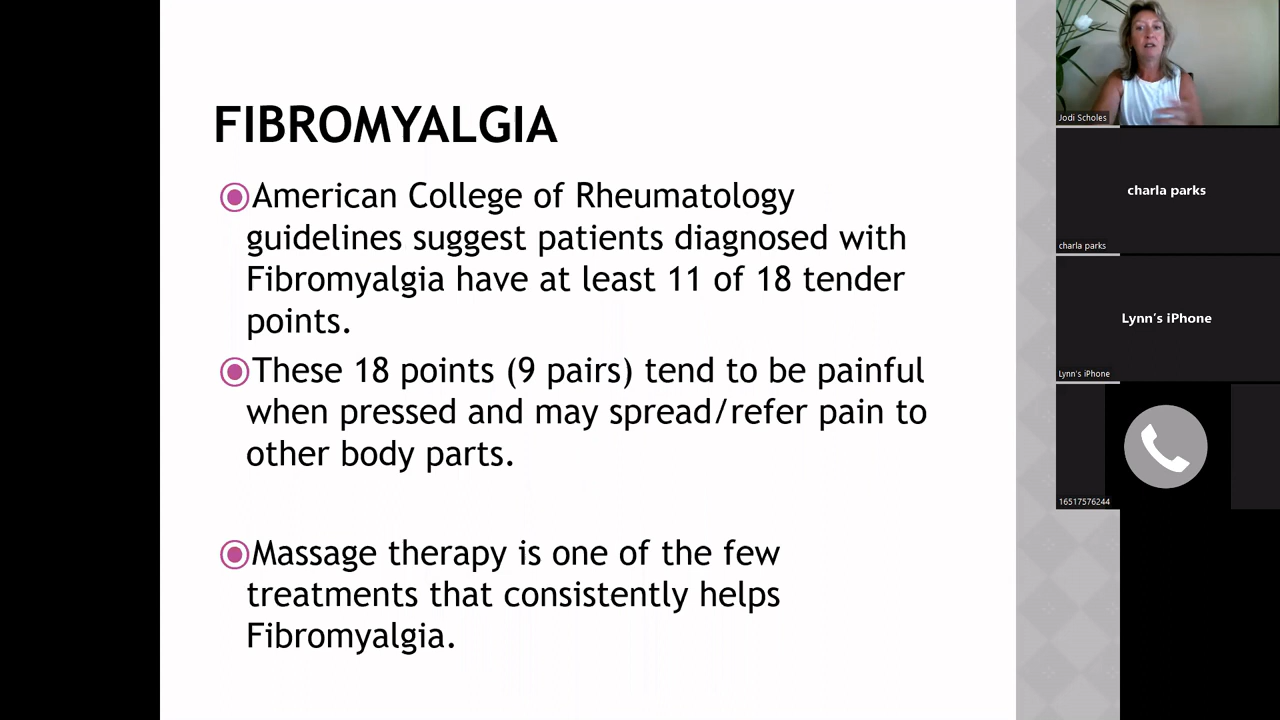 FIBROMYALGIA
American College of Rheumatology
guidelines suggest patients diagnosed with
Fibromyalgia have at least 11 of 18 tender
points.
These 18 points (9 pairs) tend to be painful
when pressed and may spread/refer pain to
other body parts.
Massage therapy is one of the few
treatments that consistently helps
Fibromyalgia.
Jodi Scholes
charla parks
charla parks
Lynn's iPhone
Lynn's iPhone
16517576244